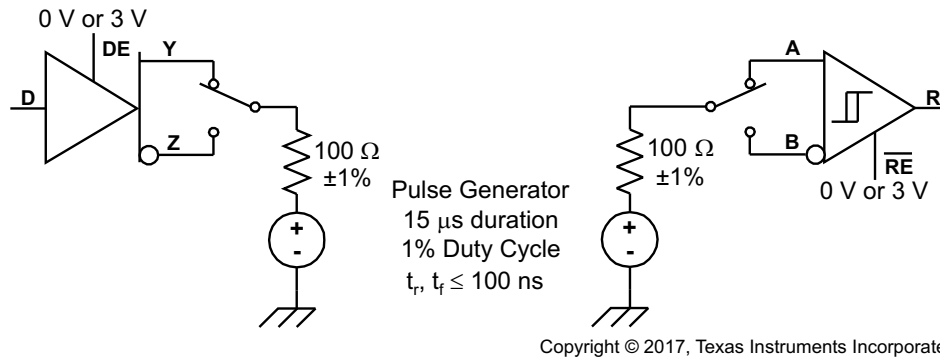 0 V or 3 V
DE
Y
D
Z
100 Ω
±1%
Pulse Generator
15 μs duration
1% Duty Cycle
tr, tf ≤ 100 ns
A
R
B
100 Ω
±1%
RE
0 V or 3 V
+
-
+
-
Copyright © 2017, Texas Instruments Incorporate